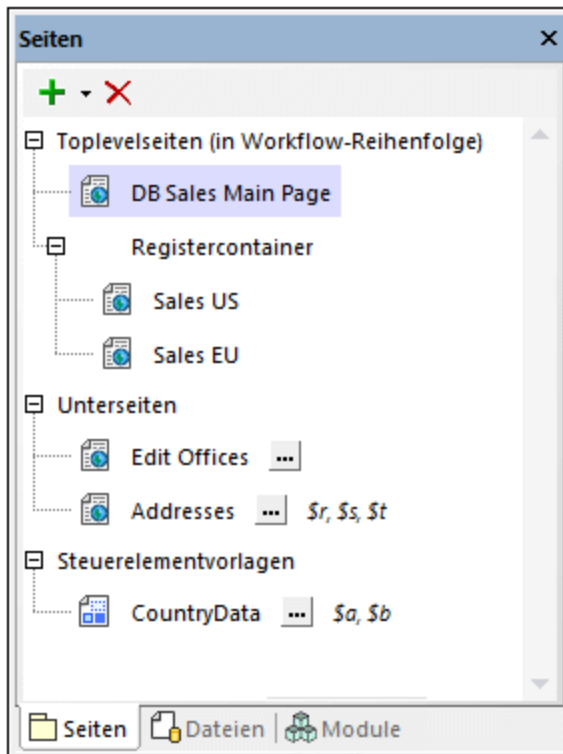 Seiten
Toplevelseiten (in Workflow-Reihenfolge)
DB Sales Main Page
Registercontainer
Sales US
Sales EU
Unterseiten
Edit Offices ...
Addresses ... $r, $s, $t
Steuerelementvorlagen
CountryData ... $a, $b
Seiten Dateien Module